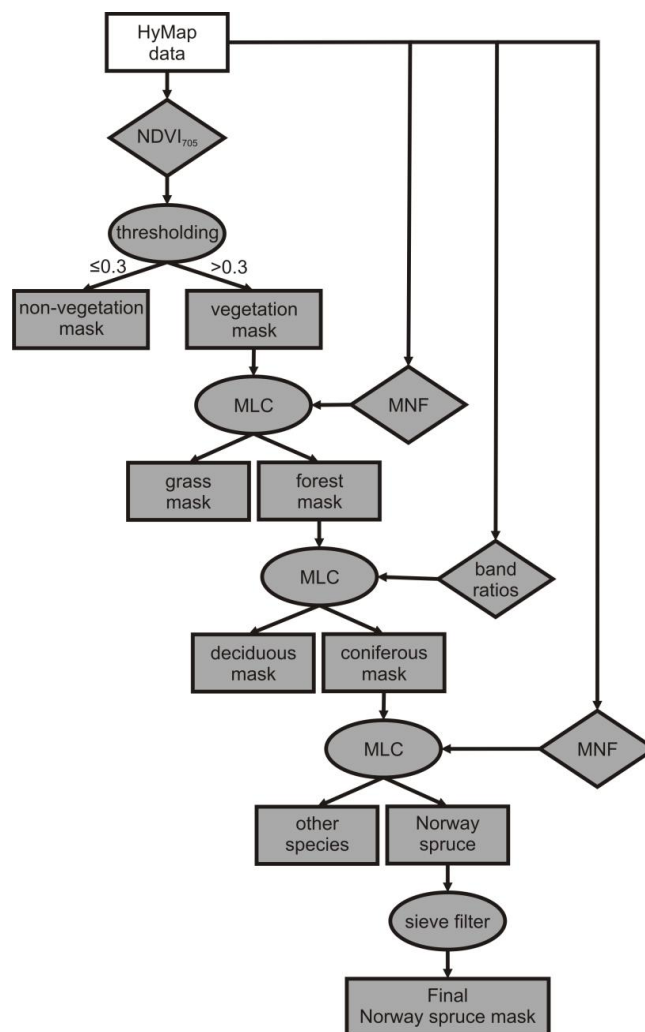 HyMap
data
NDVI₇₀₅
thresholding
≤0.3
>0.3
non-vegetation
mask
vegetation
mask
MLC
MNF
grass
mask
forest
mask
MLC
band
ratios
deciduous
mask
coniferous
mask
MLC
MNF
other
species
Norway
spruce
sieve filter
Final
Norway spruce mask